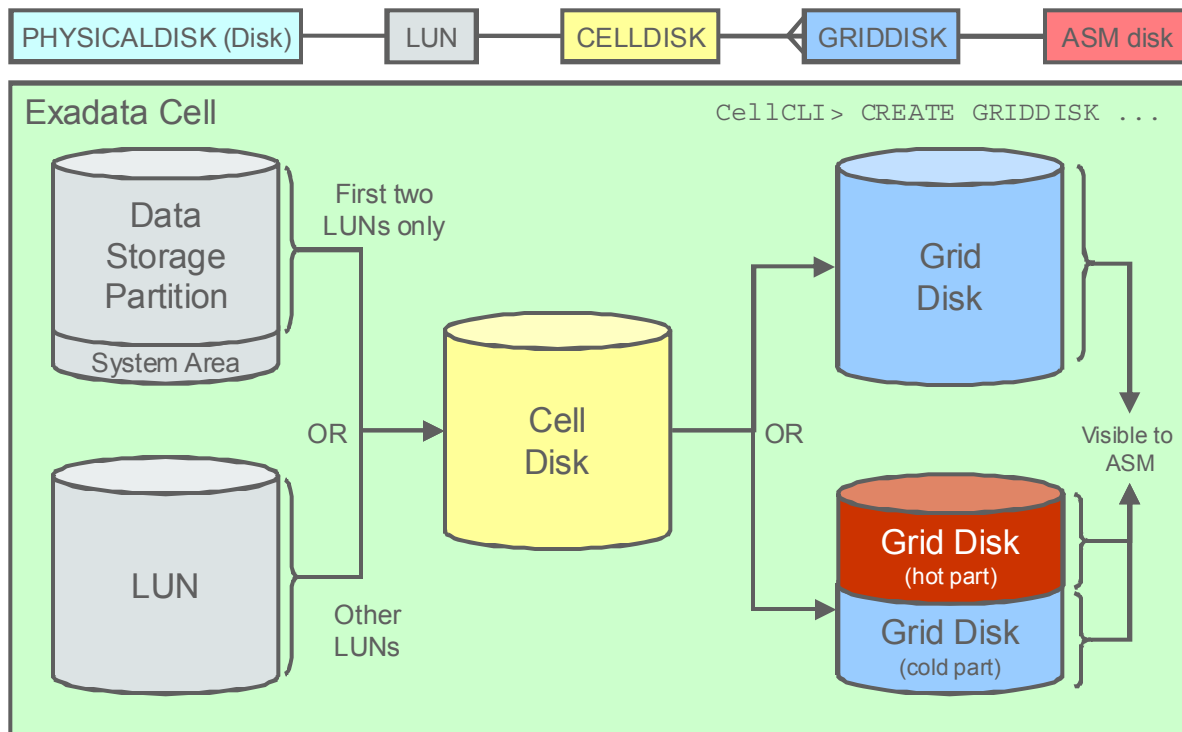 PHYSICALDISK (Disk)
LUN
CELLDISK
GRIDDISK
ASM disk
Exadata Cell
CellCLI> CREATE GRIDDISK ...
Data
Storage
Partition
System Area
First two
LUNs only
OR
LUN
Other
LUNs
Cell
Disk
OR
Grid
Disk
Visible to
ASM
Grid Disk
(hot part)
Grid Disk
(cold part)